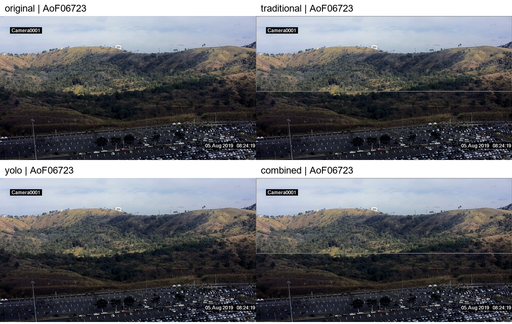 original | AoF06723
traditional | AoF06723
Camera0001
Camera0001
05 Aug 2019 08:24:19
05 Aug 2019 08:24:19
yolo | AoF06723
combined | AoF06723
Camera0001
Camera0001
05 Aug 2019 08:24:19
05 Aug 2019 08:24:19